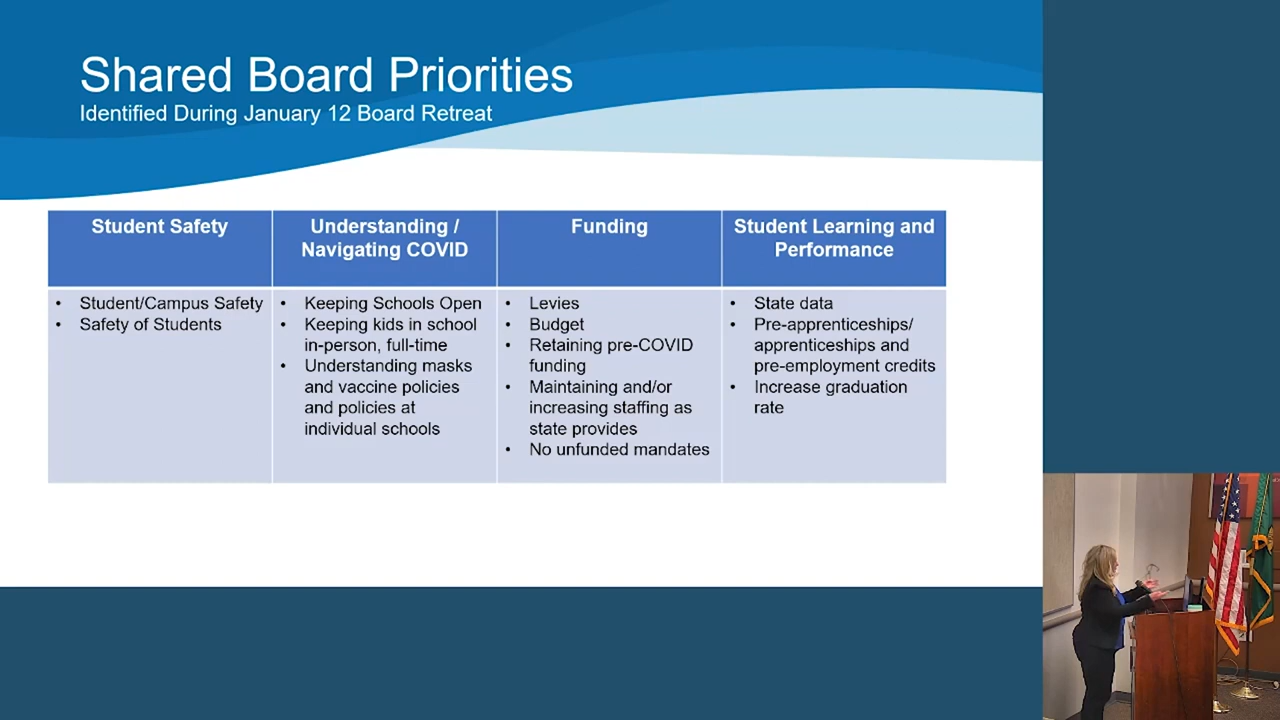 Shared Board Priorities
Identified During January 12 Board Retreat
Student Safety
• Student/Campus Safety
• Safety of Students
Understanding /
Navigating COVID
• Keeping Schools Open
• Keeping kids in school
in-person, full-time
• Understanding masks
and vaccine policies
and policies at
individual schools
Funding
• Levies
• Budget
• Retaining pre-COVID
funding
• Maintaining and/or
increasing staffing as
state provides
• No unfunded mandates
Student Learning and
Performance
• State data
• Pre-apprenticeships/
apprenticeships and
pre-employment credits
• Increase graduation
rate